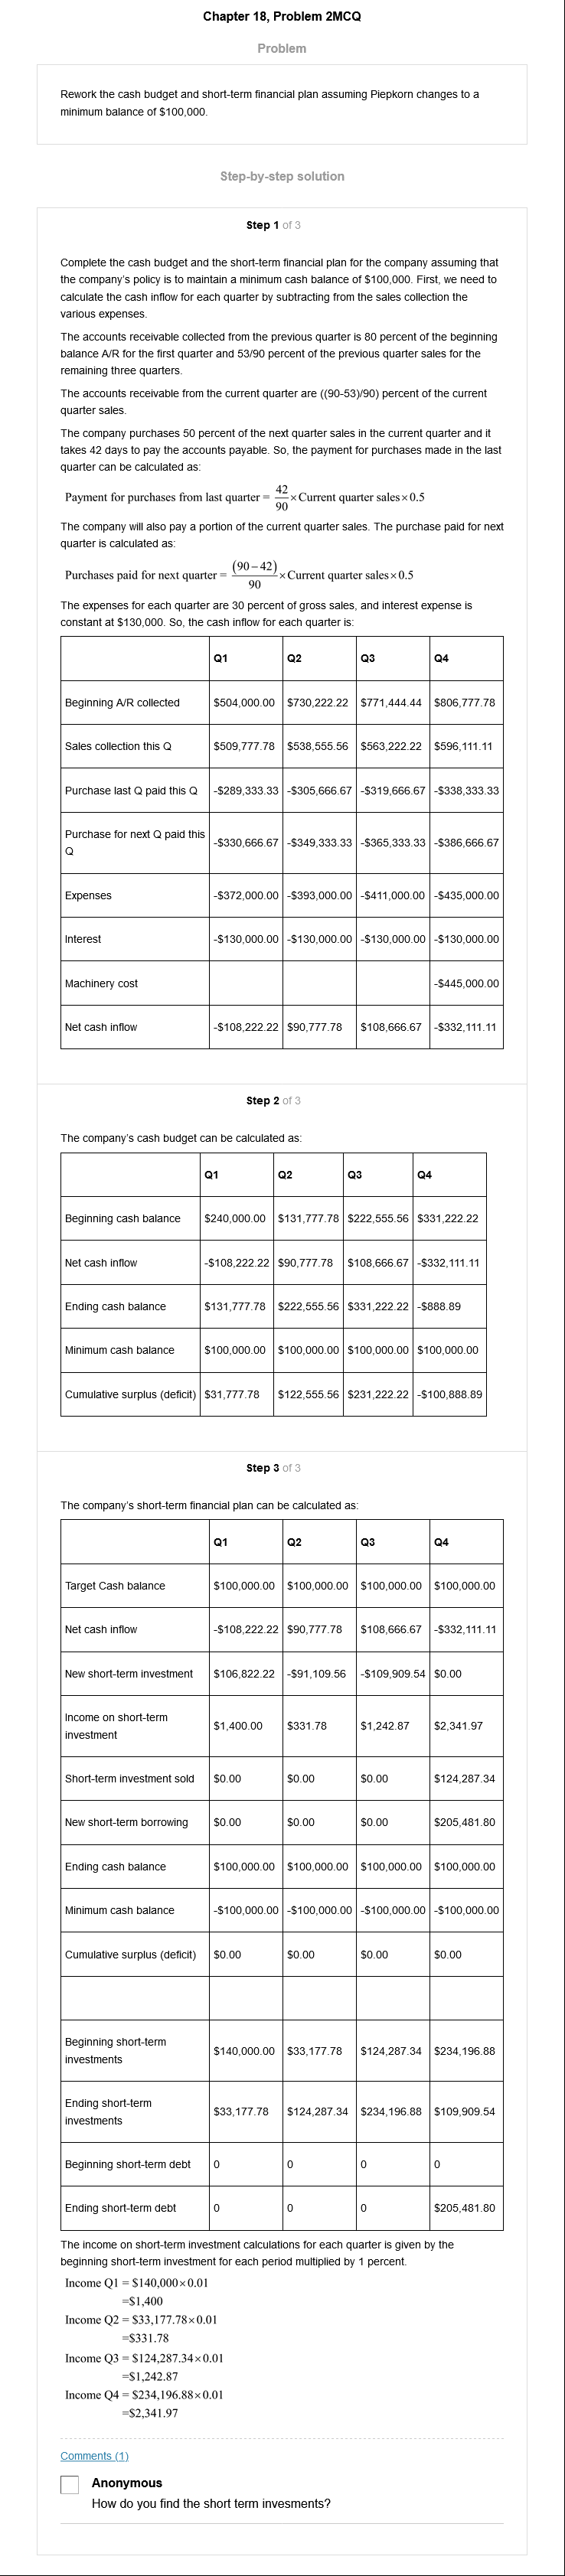 Chapter 18, Problem 2MCQ
Problem
Rework the cash budget and short-term financial plan assuming Piepkorn changes to a
minimum balance of $100,000.
Step-by-step solution
Step 1 of 3
Complete the cash budget and the short-term financial plan for the company assuming that
the company's policy is to maintain a minimum cash balance of $100,000. First, we need to
calculate the cash inflow for each quarter by subtracting from the sales collection the
various expenses.
The accounts receivable collected from the previous quarter is 80 percent of the beginning
balance A/R for the first quarter and 53/90 percent of the previous quarter sales for the
remaining three quarters.
The accounts receivable from the current quarter are ((90-53)/90) percent of the current
quarter sales.
The company purchases 50 percent of the next quarter sales in the current quarter and it
takes 42 days to pay the accounts payable. So, the payment for purchases made in the last
quarter can be calculated as:
Payment for purchases from last quarter = 42/90 × Current quarter sales × 0.5
The company will also pay a portion of the current quarter sales. The purchase paid for next
quarter is calculated as:
Purchases paid for next quarter = (90 – 42)/90 × Current quarter sales × 0.5
The expenses for each quarter are 30 percent of gross sales, and interest expense is
constant at $130,000. So, the cash inflow for each quarter is:
Q1 Q2 Q3 Q4
Beginning A/R collected $504,000.00 $730,222.22 $771,444.44 $806,777.78
Sales collection this Q $509,777.78 $538,555.56 $563,222.22 $596,111.11
Purchase last Q paid this Q -$289,333.33 -$305,666.67 -$319,666.67 -$338,333.33
Purchase for next Q paid this
Q -$330,666.67 -$349,333.33 -$365,333.33 -$386,666.67
Expenses -$372,000.00 -$393,000.00 -$411,000.00 -$435,000.00
Interest -$130,000.00 -$130,000.00 -$130,000.00 -$130,000.00
Machinery cost -$445,000.00
Net cash inflow -$108,222.22 $90,777.78 $108,666.67 -$332,111.11
Step 2 of 3
The company's cash budget can be calculated as:
Q1 Q2 Q3 Q4
Beginning cash balance $240,000.00 $131,777.78 $222,555.56 $331,222.22
Net cash inflow -$108,222.22 $90,777.78 $108,666.67 -$332,111.11
Ending cash balance $131,777.78 $222,555.56 $331,222.22 -$888.89
Minimum cash balance $100,000.00 $100,000.00 $100,000.00 $100,000.00
Cumulative surplus (deficit) $31,777.78 $122,555.56 $231,222.22 -$100,888.89
Step 3 of 3
The company's short-term financial plan can be calculated as:
Q1 Q2 Q3 Q4
Target Cash balance $100,000.00 $100,000.00 $100,000.00 $100,000.00
Net cash inflow -$108,222.22 $90,777.78 $108,666.67 -$332,111.11
New short-term investment $106,822.22 -$91,109.56 -$109,909.54 $0.00
Income on short-term
investment $1,400.00 $331.78 $1,242.87 $2,341.97
Short-term investment sold $0.00 $0.00 $0.00 $124,287.34
New short-term borrowing $0.00 $0.00 $0.00 $205,481.80
Ending cash balance $100,000.00 $100,000.00 $100,000.00 $100,000.00
Minimum cash balance -$100,000.00 -$100,000.00 -$100,000.00 -$100,000.00
Cumulative surplus (deficit) $0.00 $0.00 $0.00 $0.00
Beginning short-term
investments $140,000.00 $33,177.78 $124,287.34 $234,196.88
Ending short-term
investments $33,177.78 $124,287.34 $234,196.88 $109,909.54
Beginning short-term debt 0 0 0 0
Ending short-term debt 0 0 0 $205,481.80
The income on short-term investment calculations for each quarter is given by the
beginning short-term investment for each period multiplied by 1 percent.
Income Q1 = $140,000×0.01
=$1,400
Income Q2 = $33,177.78×0.01
=$331.78
Income Q3 = $124,287.34×0.01
=$1,242.87
Income Q4 = $234,196.88×0.01
=$2,341.97
Comments (1)
Anonymous
How do you find the short term invesments?